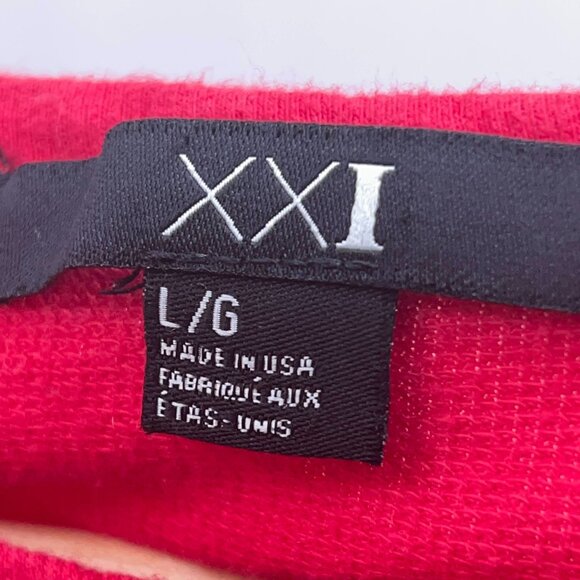 XXI
L/G
MADE IN USA
FABRIQUÉ AUX
ÉTAS-UNIS